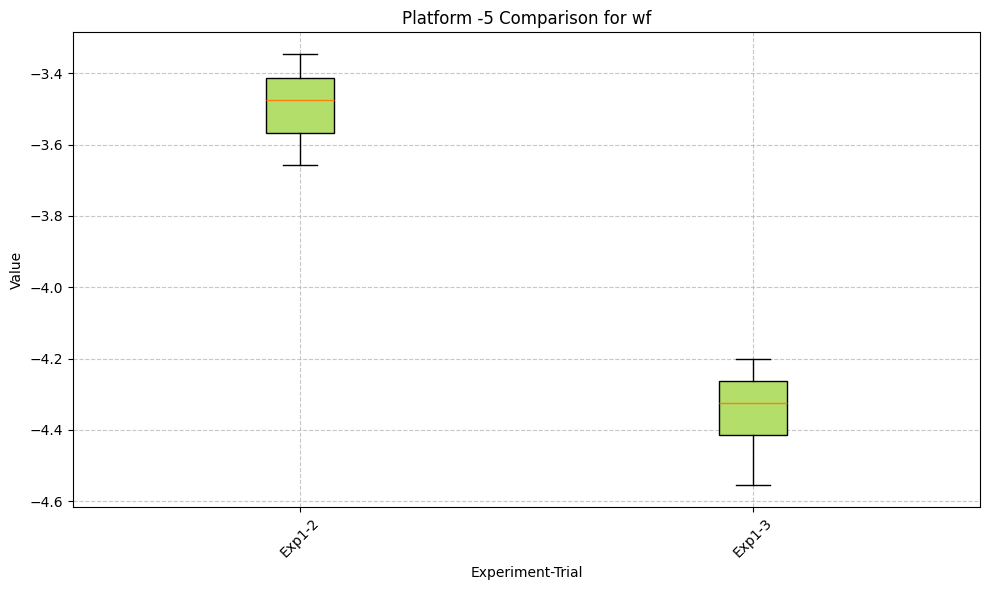 Platform -5 Comparison for wf
Value
−3.4
−3.6
−3.8
−4.0
−4.2
−4.4
−4.6
Exp1-2
Exp1-3
Experiment-Trial